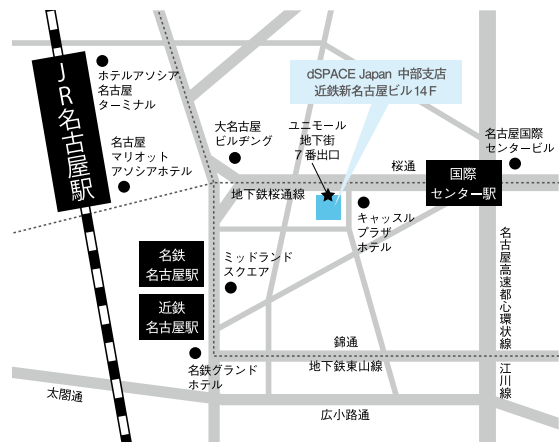 dSPACE Japan 中部支店
近鉄新名古屋ビル14F
JR名古屋駅
ホテルアソシア
名古屋
ターミナル
大名古屋
ビルヂング
ユニモール
地下街
7番出口
名古屋国際
センタービル
名古屋
マリオット
アソシアホテル
桜通
国際
センター駅
地下鉄桜通線
キャッスル
プラザ
ホテル
名鉄
名古屋駅
ミッドランド
スクエア
近鉄
名古屋駅
名古屋高速都心環状線
錦通
地下鉄東山線
江川線
名鉄グランド
ホテル
太閤通
広小路通